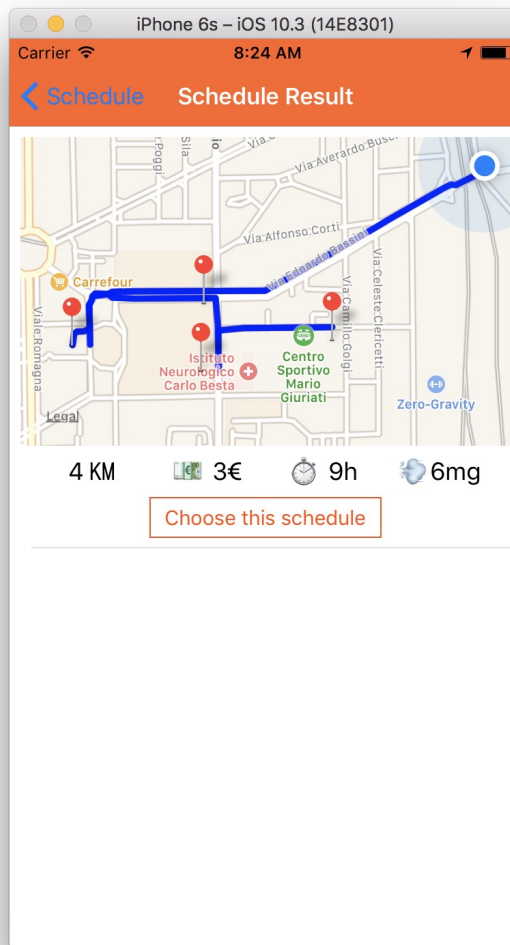 iPhone 6s – iOS 10.3 (14E8301)
Carrier
8:24 AM
Schedule
Schedule Result
Via Averardo Busc
Via Alfonso Corti
Via Edoardo Bassini
Carrefour
Viale Romagna
Via Camillo Golgi
Via Celeste Clericetti
Istituto
Neurologico
Carlo Besta
Centro
Sportivo
Mario
Giuriati
Zero-Gravity
Legal
4 KM
3€
9h
6mg
Choose this schedule